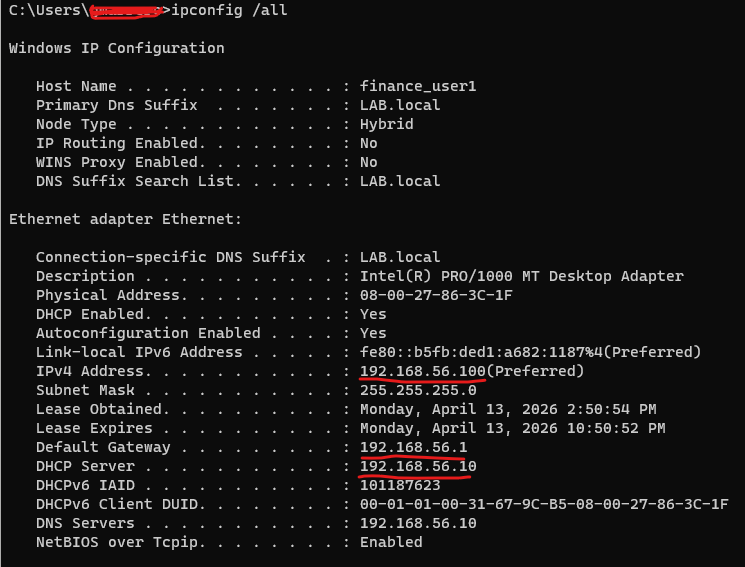 C:\Users\>ipconfig /all
Windows IP Configuration
Host Name . . . . . . . . . . . . : finance_user1
Primary Dns Suffix  . . . . . . . : LAB.local
Node Type . . . . . . . . . . . . : Hybrid
IP Routing Enabled. . . . . . . . : No
WINS Proxy Enabled. . . . . . . . : No
DNS Suffix Search List. . . . . . : LAB.local
Ethernet adapter Ethernet:
Connection-specific DNS Suffix  . : LAB.local
Description . . . . . . . . . . . : Intel(R) PRO/1000 MT Desktop Adapter
Physical Address. . . . . . . . . : 08-00-27-86-3C-1F
DHCP Enabled. . . . . . . . . . . : Yes
Autoconfiguration Enabled . . . . : Yes
Link-local IPv6 Address . . . . . : fe80::b5fb:ded1:a682:1187%4(Preferred)
IPv4 Address. . . . . . . . . . . : 192.168.56.100(Preferred)
Subnet Mask . . . . . . . . . . . : 255.255.255.0
Lease Obtained. . . . . . . . . . : Monday, April 13, 2026 2:50:54 PM
Lease Expires . . . . . . . . . . : Monday, April 13, 2026 10:50:52 PM
Default Gateway . . . . . . . . . : 192.168.56.1
DHCP Server . . . . . . . . . . . : 192.168.56.10
DHCPv6 IAID . . . . . . . . . . . : 101187623
DHCPv6 Client DUID. . . . . . . . : 00-01-01-00-31-67-9C-B5-08-00-27-86-3C-1F
DNS Servers . . . . . . . . . . . : 192.168.56.10
NetBIOS over Tcpip. . . . . . . . : Enabled